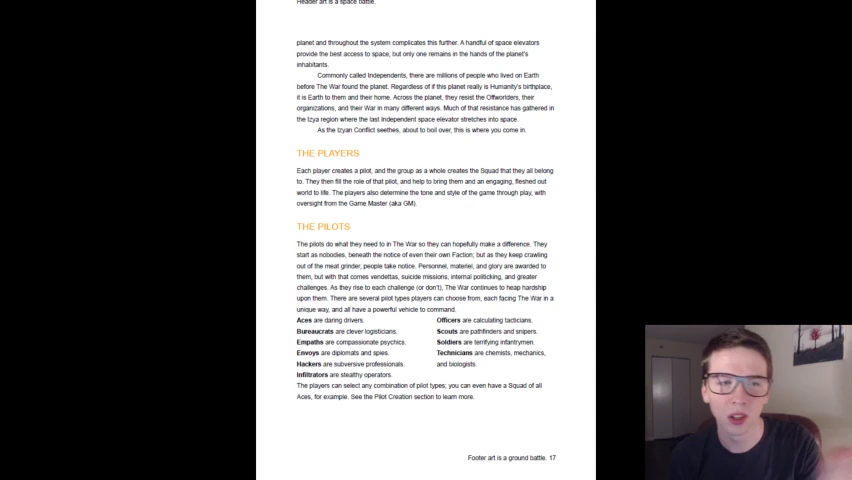 Header art is a space battle.
planet and throughout the system complicates this further. A handful of space elevators
provide the best access to space, but only one remains in the hands of the planet's
inhabitants.
Commonly called Independents, there are millions of people who lived on Earth
before The War found the planet. Regardless of if this planet really is Humanity's birthplace,
it is Earth to them and their home. Across the planet, they resist the Offworlders, their
organizations, and their War in many different ways. Much of that resistance has gathered in
the Izya region where the last Independent space elevator stretches into space.
As the Izyan Conflict seethes, about to boil over, this is where you come in.
THE PLAYERS
Each player creates a pilot, and the group as a whole creates the Squad that they all belong
to. They then fill the role of that pilot, and help to bring them and an engaging, fleshed out
world to life. The players also determine the tone and style of the game through play, with
oversight from the Game Master (aka GM).
THE PILOTS
The pilots do what they need to in The War so they can hopefully make a difference. They
start as nobodies, beneath the notice of even their own Faction; but as they keep crawling
out of the meat grinder, people take notice. Personnel, materiel, and glory are awarded to
them, but with that comes vendettas, suicide missions, internal politicking, and greater
challenges. As they rise to each challenge (or don't), The War continues to heap hardship
upon them. There are several pilot types players can choose from, each facing The War in a
unique way, and all have a powerful vehicle to command.
Aces are daring drivers.
Bureaucrats are clever logisticians.
Empaths are compassionate psychics.
Envoys are diplomats and spies.
Hackers are subversive professionals.
Infiltrators are stealthy operators.
Officers are calculating tacticians.
Scouts are pathfinders and snipers.
Soldiers are terrifying infantrymen.
Technicians are chemists, mechanics,
and biologists.
The players can select any combination of pilot types; you can even have a Squad of all
Aces, for example. See the Pilot Creation section to learn more.
Footer art is a ground battle. 17